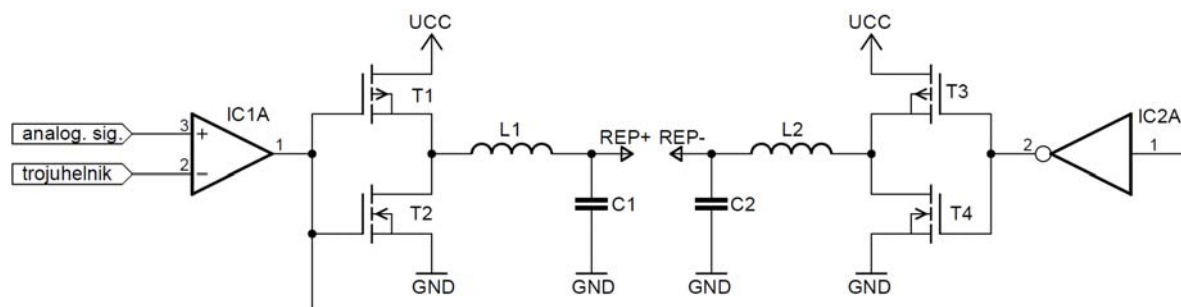 UCC UCC
IC1A T1 T3 IC2A
analog. sig. 3 + 1 L1 REP+ REP- L2 2 1
trojuhelnik 2 −
T2 C1 C2 T4
GND GND GND GND